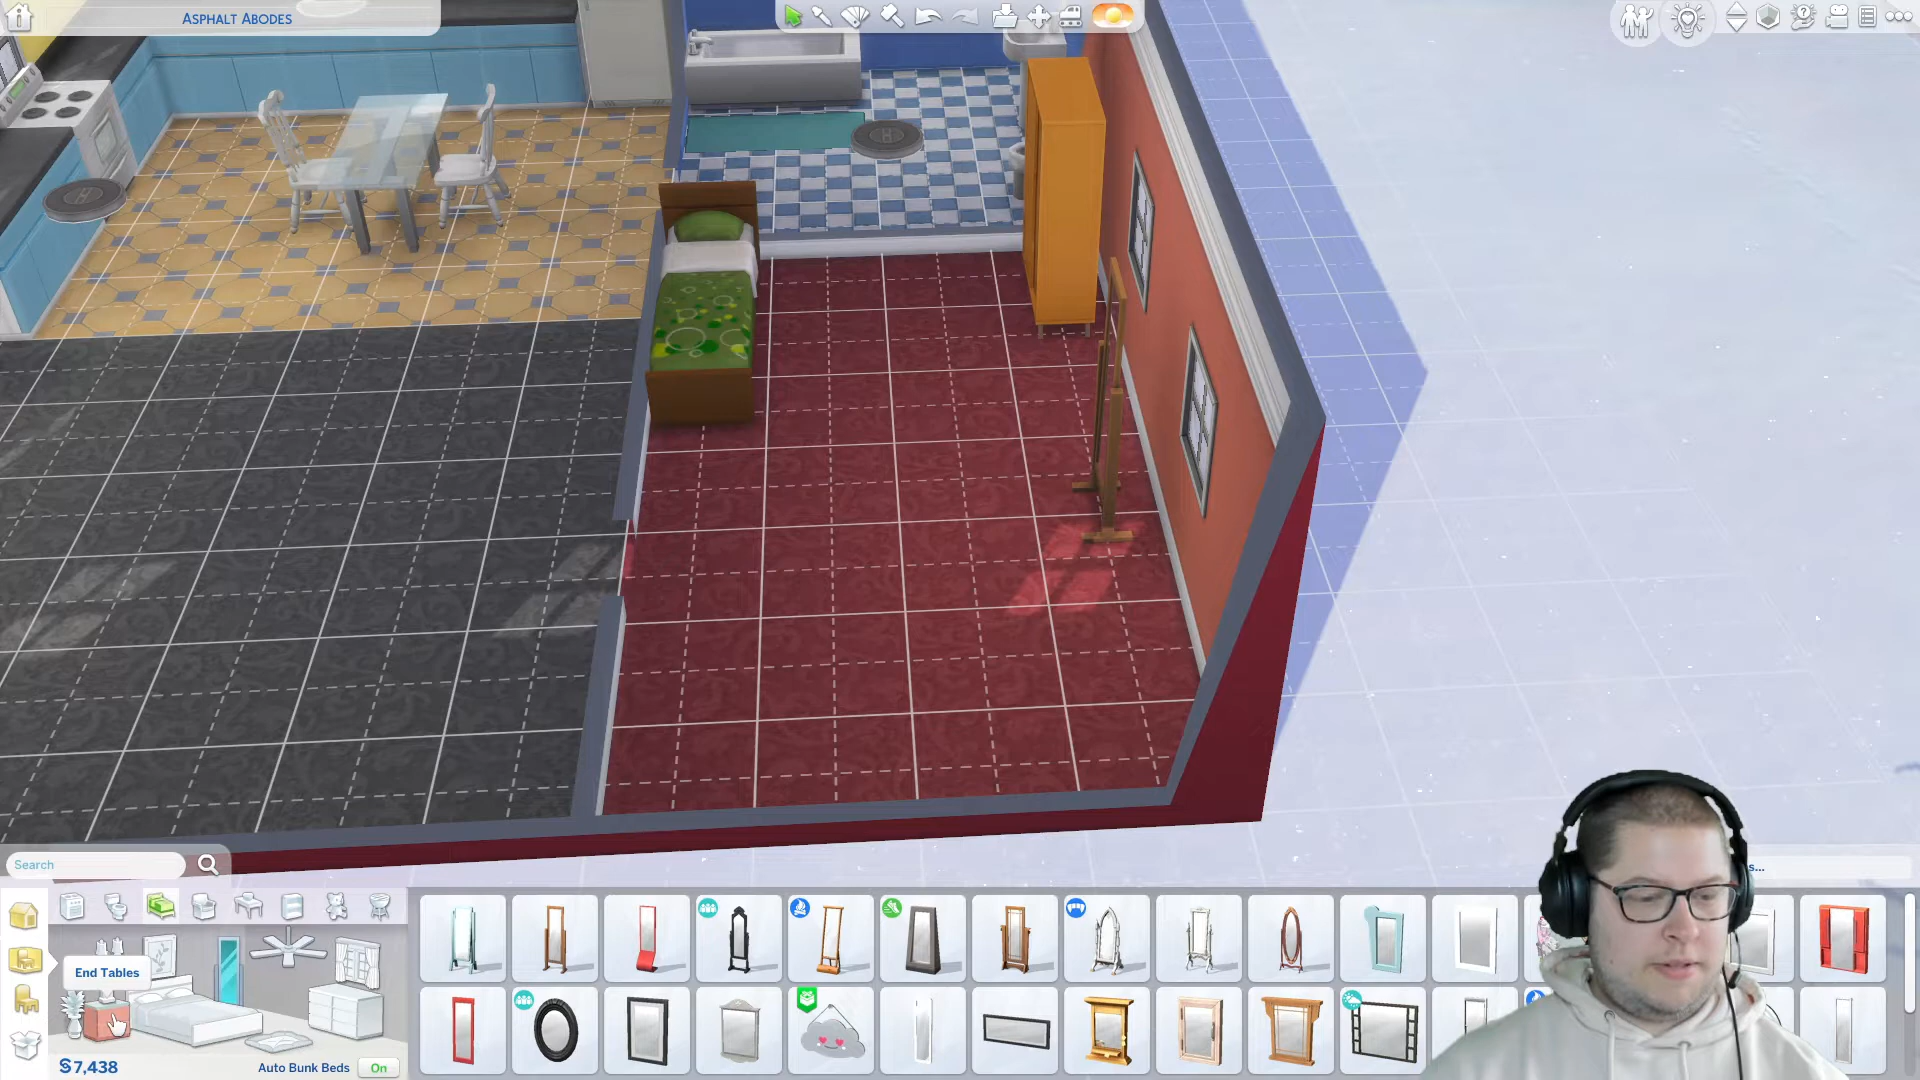 ASPHALT ABODES
Search
s...
End Tables
§7,438
Auto Bunk Beds
On